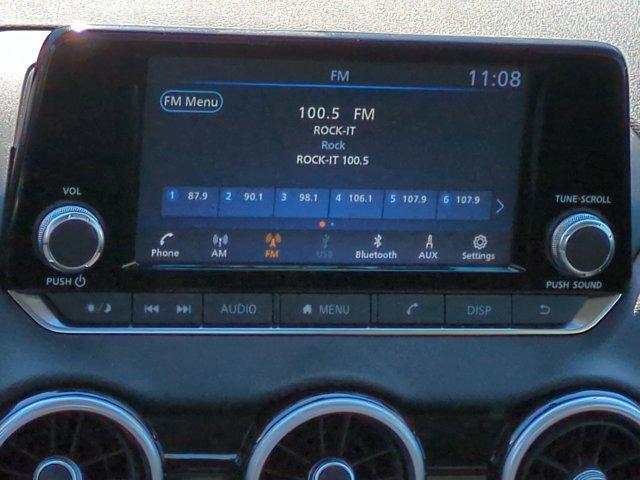 FM 11:08
FM Menu
100.5 FM
ROCK-IT
Rock
ROCK-IT 100.5
1 87.9 2 90.1 3 98.1 4 106.1 5 107.9 6 107.9
Phone AM FM USB Bluetooth AUX Settings
VOL
PUSH
TUNE·SCROLL
PUSH SOUND
AUDIO MENU DISP